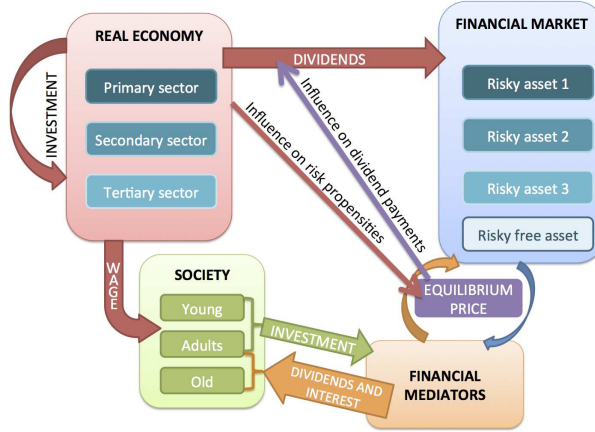 REAL ECONOMY
Primary sector
Secondary sector
Tertiary sector
INVESTMENT
DIVIDENDS
FINANCIAL MARKET
Risky asset 1
Risky asset 2
Risky asset 3
Risky free asset
Influence on dividend payments
Influence on risk propensities
EQUILIBRIUM
PRICE
WAGE
SOCIETY
Young
Adults
Old
INVESTMENT
DIVIDENDS AND
INTEREST
FINANCIAL
MEDIATORS